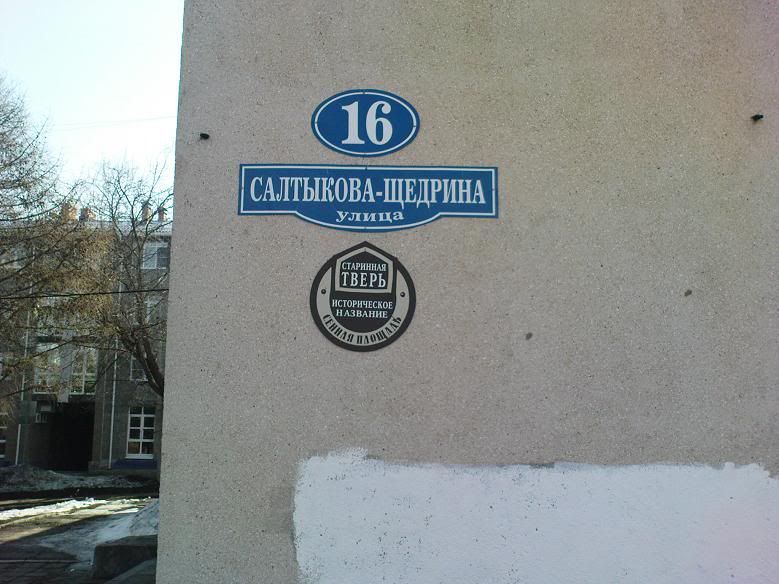 16
САЛТЫКОВА-ЩЕДРИНА
улица
СТАРИННАЯ
ТВЕРЬ
ИСТОРИЧЕСКОЕ
НАЗВАНИЕ
СЕННАЯ ПЛОЩАДЬ